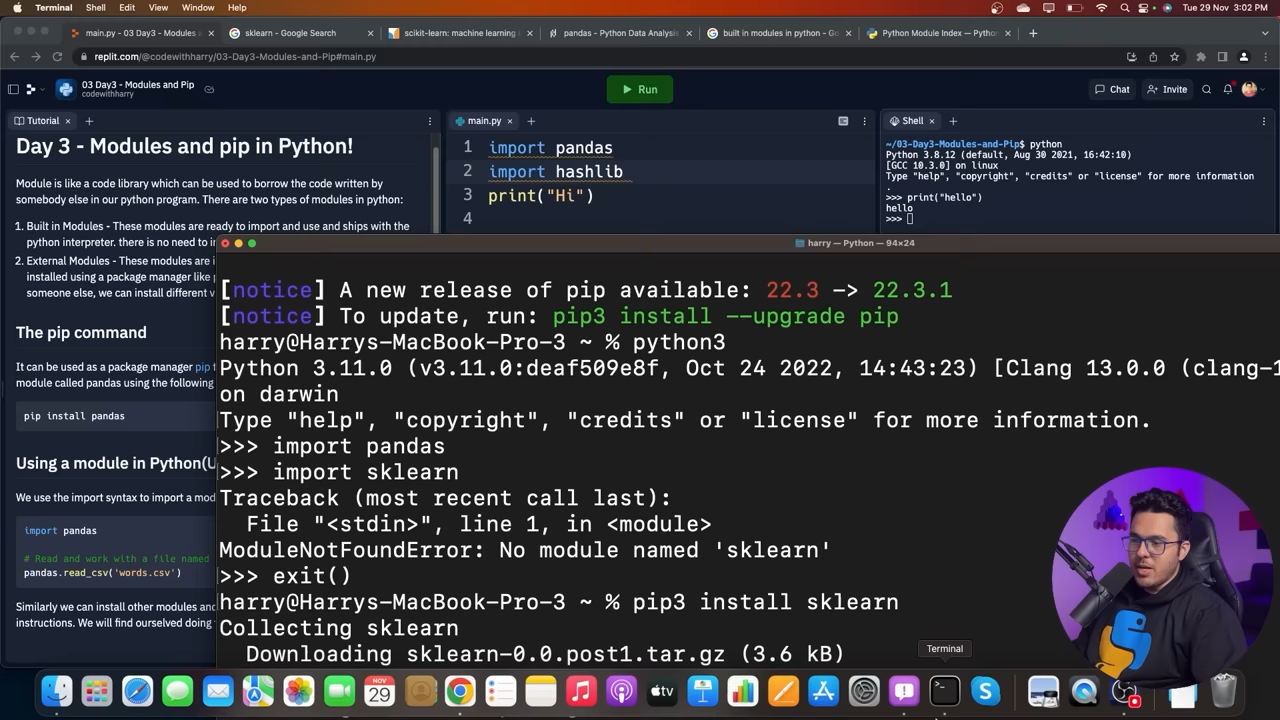 Terminal Shell Edit View Window Help
Tue 29 Nov 3:02 PM
main.py - 03 Day3 - Modules a
sklearn - Google Search
scikit-learn: machine learning i
pandas - Python Data Analysis
built in modules in python - Go
Python Module Index — Python
replit.com/@codewithharry/03-Day3-Modules-and-Pip#main.py
03 Day3 - Modules and Pip
codewithharry
Run
Chat
Invite
Tutorial
Day 3 - Modules and pip in Python!
Module is like a code library which can be used to borrow the code written by
somebody else in our python program. There are two types of modules in python:
1. Built in Modules - These modules are ready to import and use and ships with the
python interpreter. there is no need to in
2. External Modules - These modules are i
installed using a package manager like
someone else, we can install different v
The pip command
It can be used as a package manager pip
module called pandas using the following
pip install pandas
Using a module in Python(U
We use the import syntax to import a mod
import pandas
# Read and work with a file named
pandas.read_csv('words.csv')
Similarly we can install other modules and
instructions. We will find ourselved doing
main.py
1 import pandas
2 import hashlib
3 print("Hi")
4
Shell
~/03-Day3-Modules-and-Pip$ python
Python 3.8.12 (default, Aug 30 2021, 16:42:10)
[GCC 10.3.0] on linux
Type "help", "copyright", "credits" or "license" for more information
.
>>> print("hello")
hello
>>>
harry — Python — 94×24
[notice] A new release of pip available: 22.3 -> 22.3.1
[notice] To update, run: pip3 install --upgrade pip
harry@Harrys-MacBook-Pro-3 ~ % python3
Python 3.11.0 (v3.11.0:deaf509e8f, Oct 24 2022, 14:43:23) [Clang 13.0.0 (clang-1
on darwin
Type "help", "copyright", "credits" or "license" for more information.
>>> import pandas
>>> import sklearn
Traceback (most recent call last):
File "<stdin>", line 1, in <module>
ModuleNotFoundError: No module named 'sklearn'
>>> exit()
harry@Harrys-MacBook-Pro-3 ~ % pip3 install sklearn
Collecting sklearn
Downloading sklearn-0.0.post1.tar.gz (3.6 kB)
Terminal
NOV
29
tv